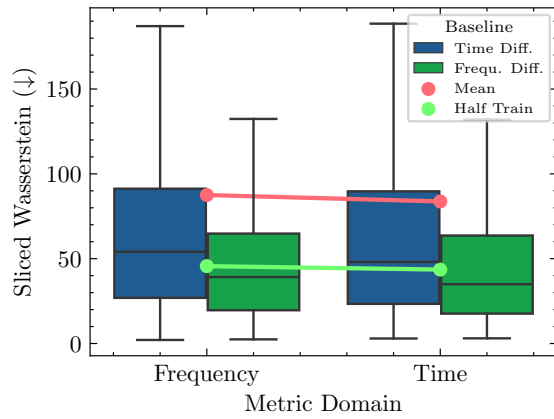 Baseline
Time Diff.
Frequ. Diff.
Mean
Half Train
Sliced Wasserstein (↓)
150
100
50
0
Frequency
Time
Metric Domain